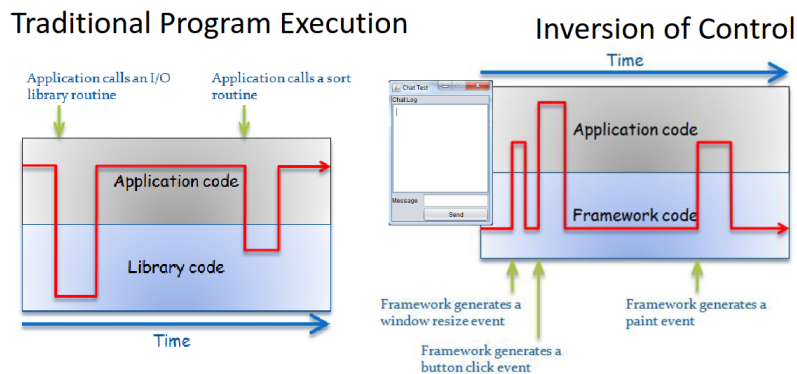 Traditional Program Execution
Inversion of Control
Time
Application calls an I/O
library routine
Application calls a sort
routine
Chat Test
Chat Log
Message
Send
Application code
Library code
Time
Application code
Framework code
Framework generates a
window resize event
Framework generates a
button click event
Framework generates a
paint event